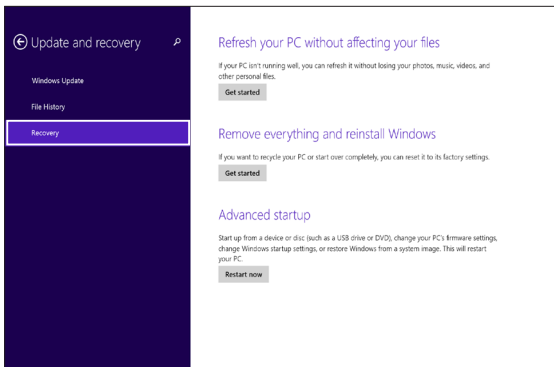 Update and recovery
Windows Update
File History
Recovery
Refresh your PC without affecting your files
If your PC isn't running well, you can refresh it without losing your photos, music, videos, and
other personal files.
Get started
Remove everything and reinstall Windows
If you want to recycle your PC or start over completely, you can reset it to its factory settings.
Get started
Advanced startup
Start up from a device or disc (such as a USB drive or DVD), change your PC's firmware settings,
change Windows startup settings, or restore Windows from a system image. This will restart
your PC.
Restart now